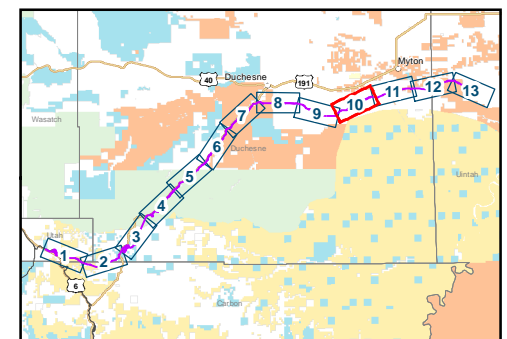 Myton
40
Duchesne
191
13
12
11
10
9
8
7
Wasatch
6
Duchesne
5
Uintah
4
3
Utah
1
2
6
Carbon